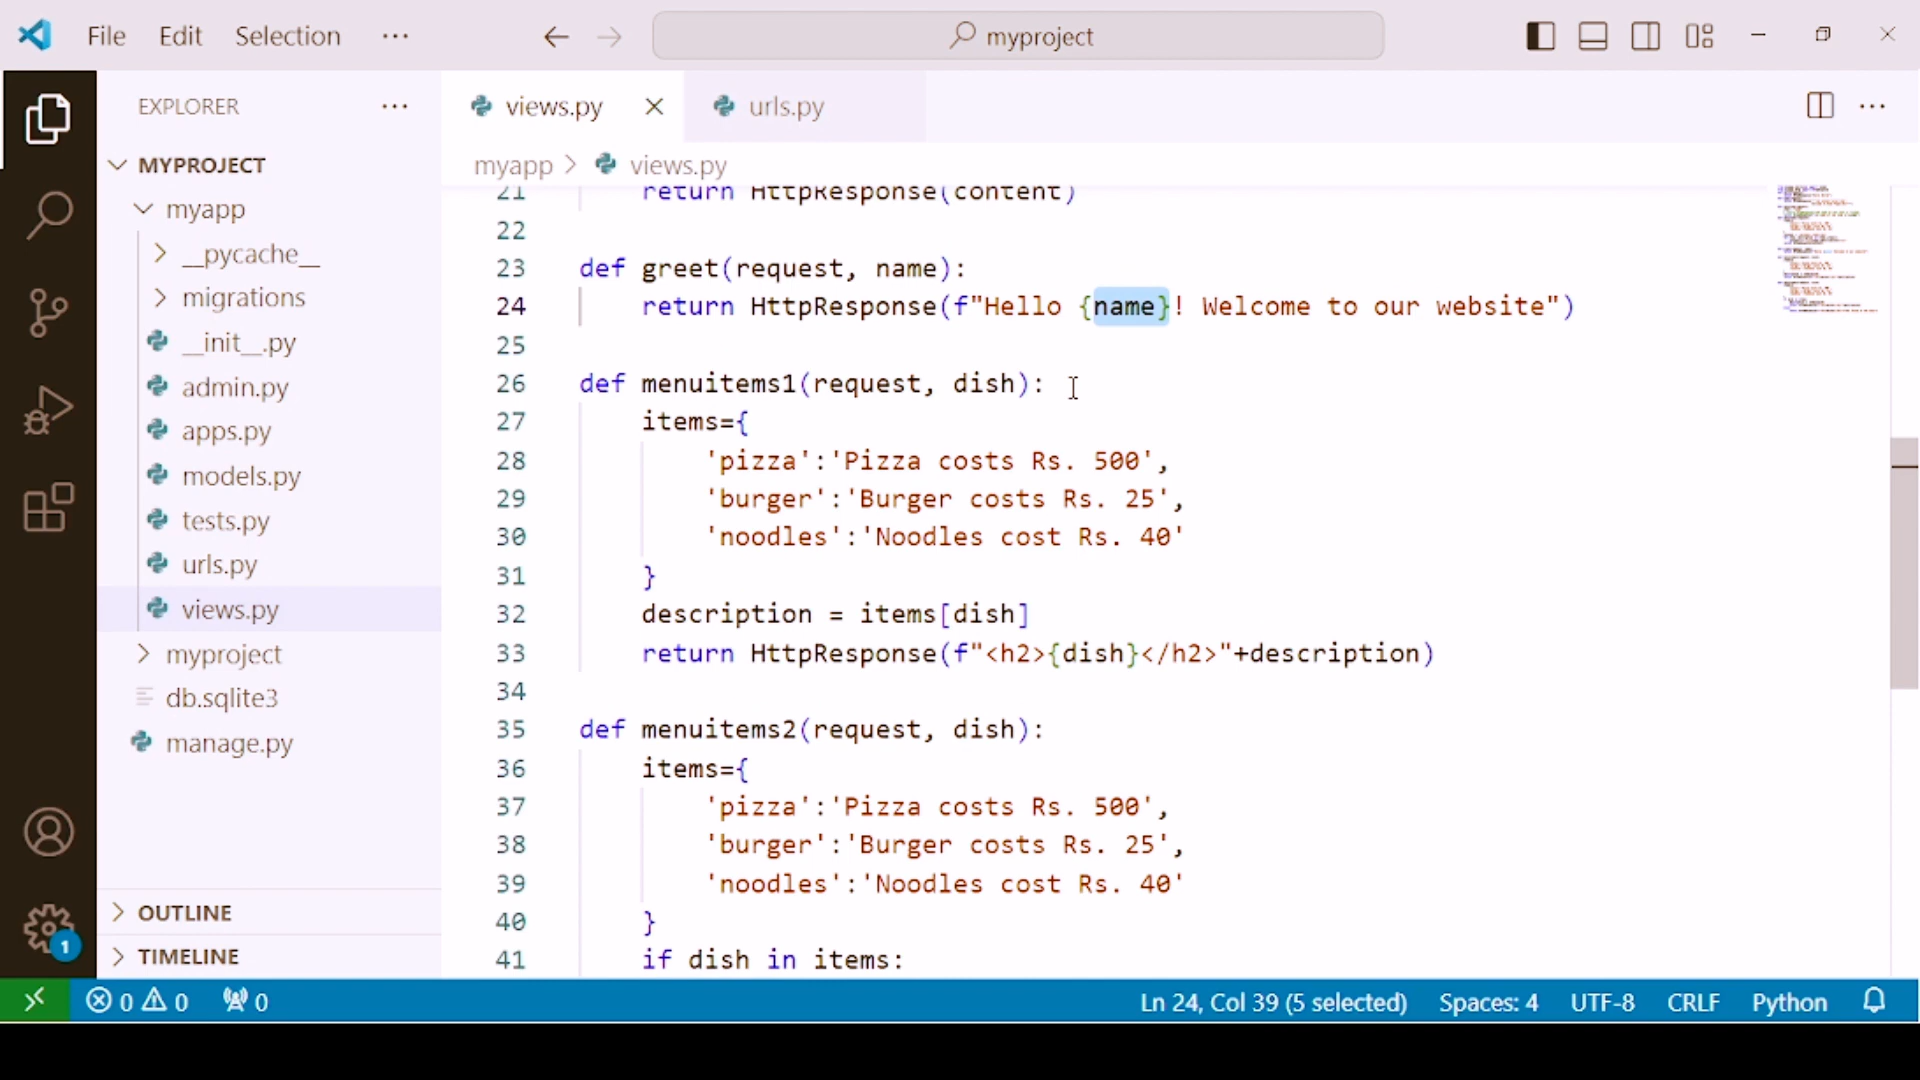 File Edit Selection ··· myproject
EXPLORER ···
MYPROJECT
myapp
__pycache__
migrations
__init__.py
admin.py
apps.py
models.py
tests.py
urls.py
views.py
myproject
db.sqlite3
manage.py
OUTLINE
TIMELINE
1
views.py urls.py
myapp > views.py
21 return HttpResponse(content)
22
23 def greet(request, name):
24 return HttpResponse(f"Hello {name}! Welcome to our website")
25
26 def menuitems1(request, dish):
27 items={
28 'pizza':'Pizza costs Rs. 500',
29 'burger':'Burger costs Rs. 25',
30 'noodles':'Noodles cost Rs. 40'
31 }
32 description = items[dish]
33 return HttpResponse(f"<h2>{dish}</h2>"+description)
34
35 def menuitems2(request, dish):
36 items={
37 'pizza':'Pizza costs Rs. 500',
38 'burger':'Burger costs Rs. 25',
39 'noodles':'Noodles cost Rs. 40'
40 }
41 if dish in items:
0 0 0 Ln 24, Col 39 (5 selected) Spaces: 4 UTF-8 CRLF Python